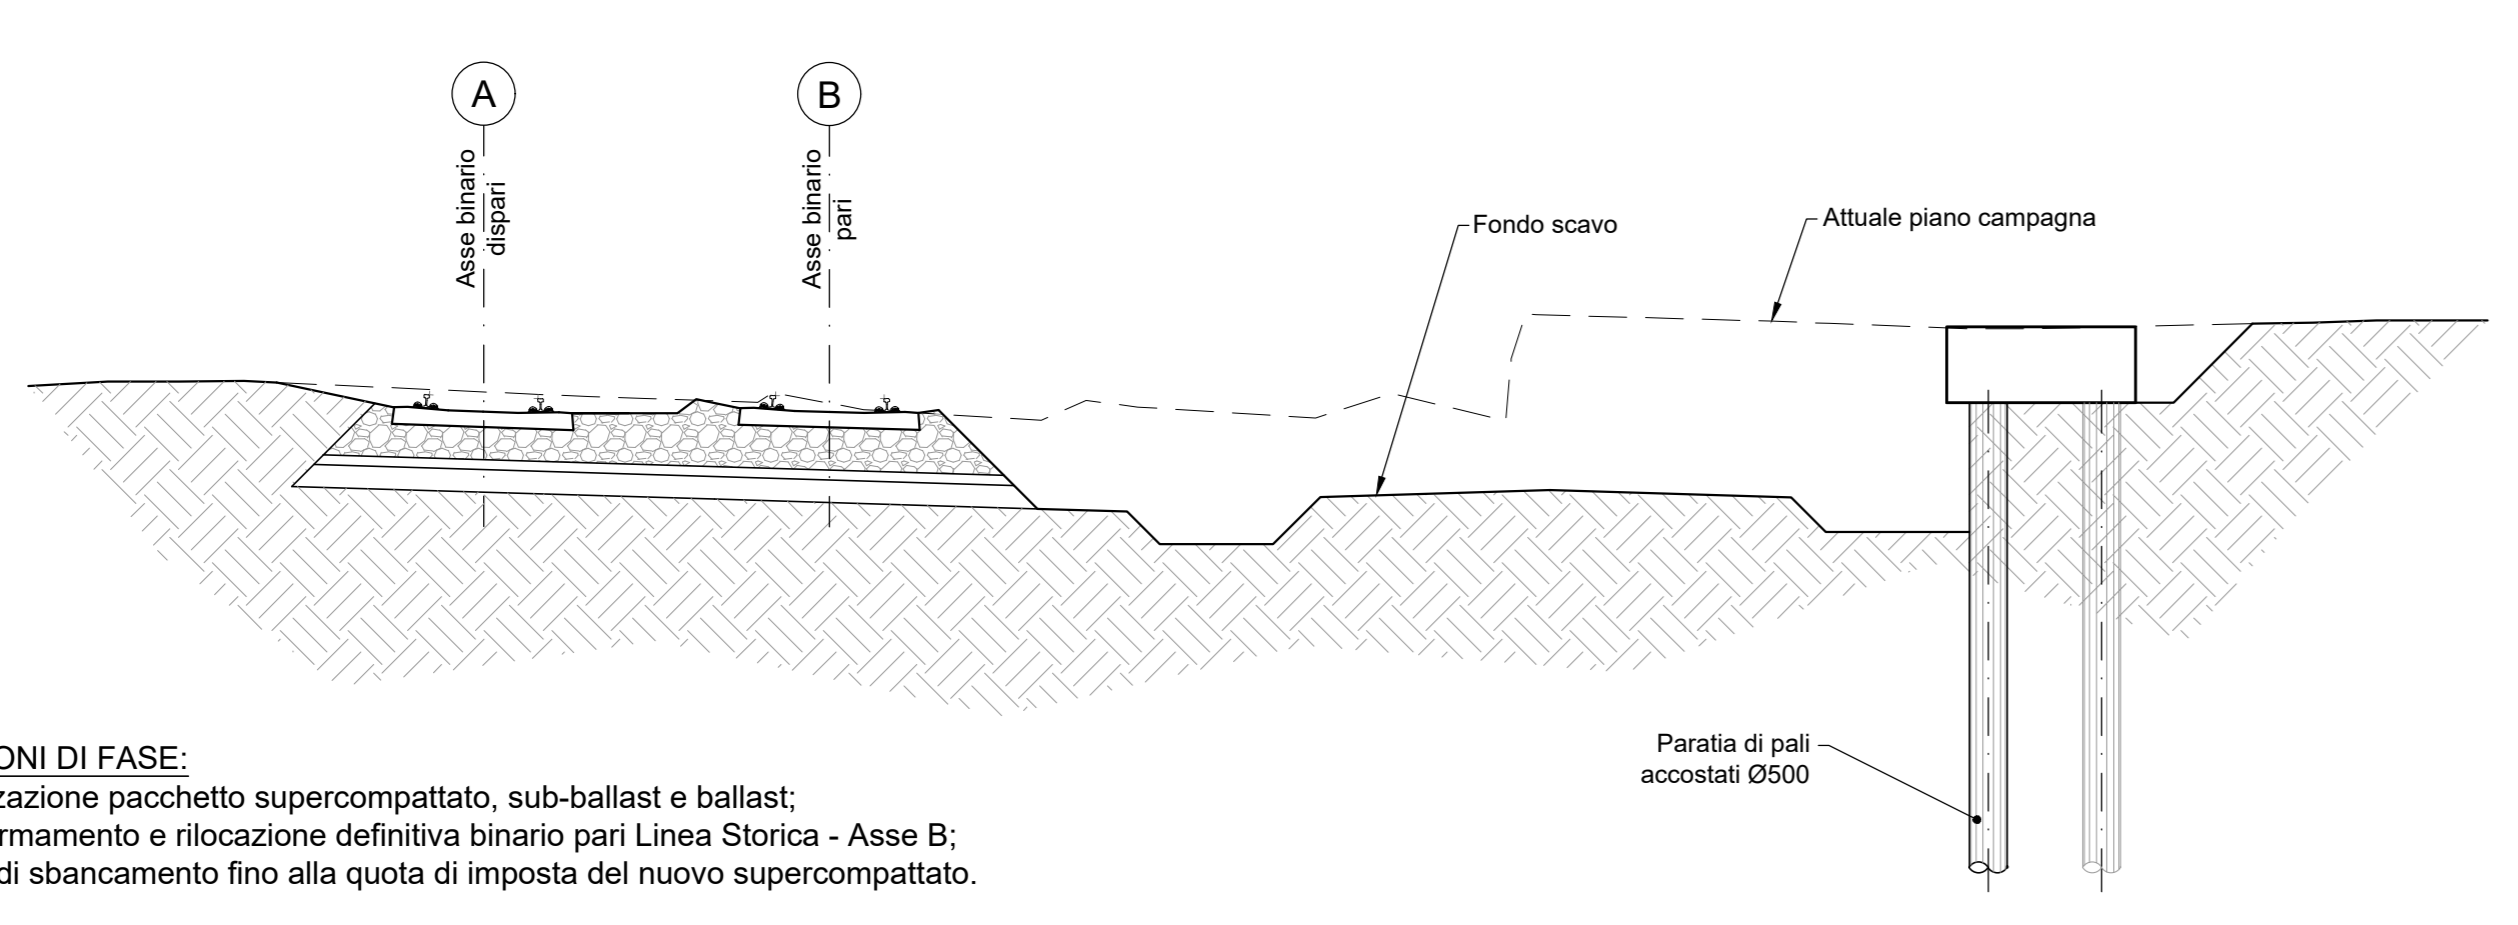 A
B
Asse binario
dispari
Asse binario
pari
Fondo scavo
Attuale piano campagna
Paratia di pali
accostati Ø500
ONI DI FASE:
zazione pacchetto supercompattato, sub-ballast e ballast;
rmamento e rilocazione definitiva binario pari Linea Storica - Asse B;
di sbancamento fino alla quota di imposta del nuovo supercompattato.